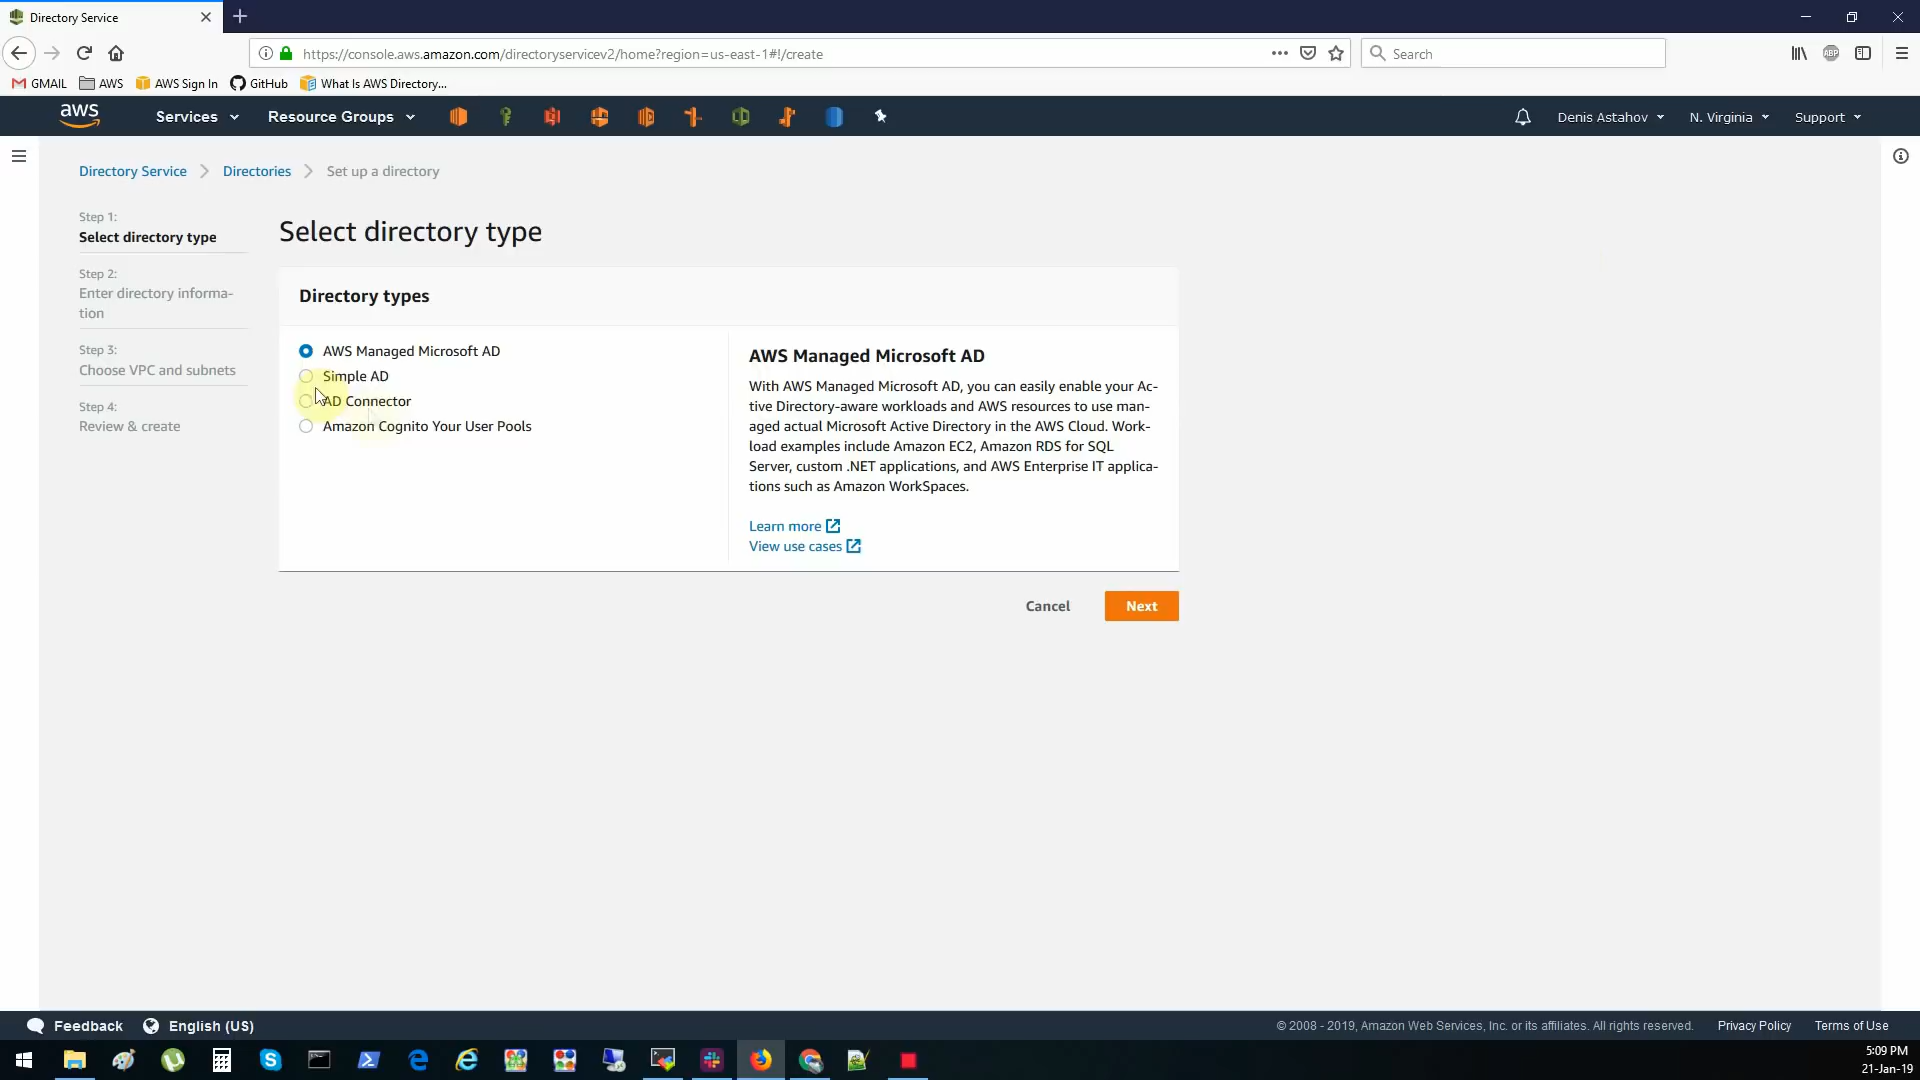 Directory Service
https://console.aws.amazon.com/directoryservicev2/home?region=us-east-1#!/create
Search
ABP
GMAIL
AWS
AWS Sign In
GitHub
What Is AWS Directory...
aws
Services
Resource Groups
Denis Astahov
N. Virginia
Support
Directory Service
Directories
Set up a directory
Step 1:
Select directory type
Step 2:
Enter directory informa-
tion
Step 3:
Choose VPC and subnets
Step 4:
Review & create
Select directory type
Directory types
AWS Managed Microsoft AD
Simple AD
AD Connector
Amazon Cognito Your User Pools
AWS Managed Microsoft AD
With AWS Managed Microsoft AD, you can easily enable your Ac-
tive Directory-aware workloads and AWS resources to use man-
aged actual Microsoft Active Directory in the AWS Cloud. Work-
load examples include Amazon EC2, Amazon RDS for SQL
Server, custom .NET applications, and AWS Enterprise IT applica-
tions such as Amazon WorkSpaces.
Learn more
View use cases
Cancel
Next
Feedback
English (US)
© 2008 - 2019, Amazon Web Services, Inc. or its affiliates. All rights reserved.
Privacy Policy
Terms of Use
5:09 PM
21-Jan-19